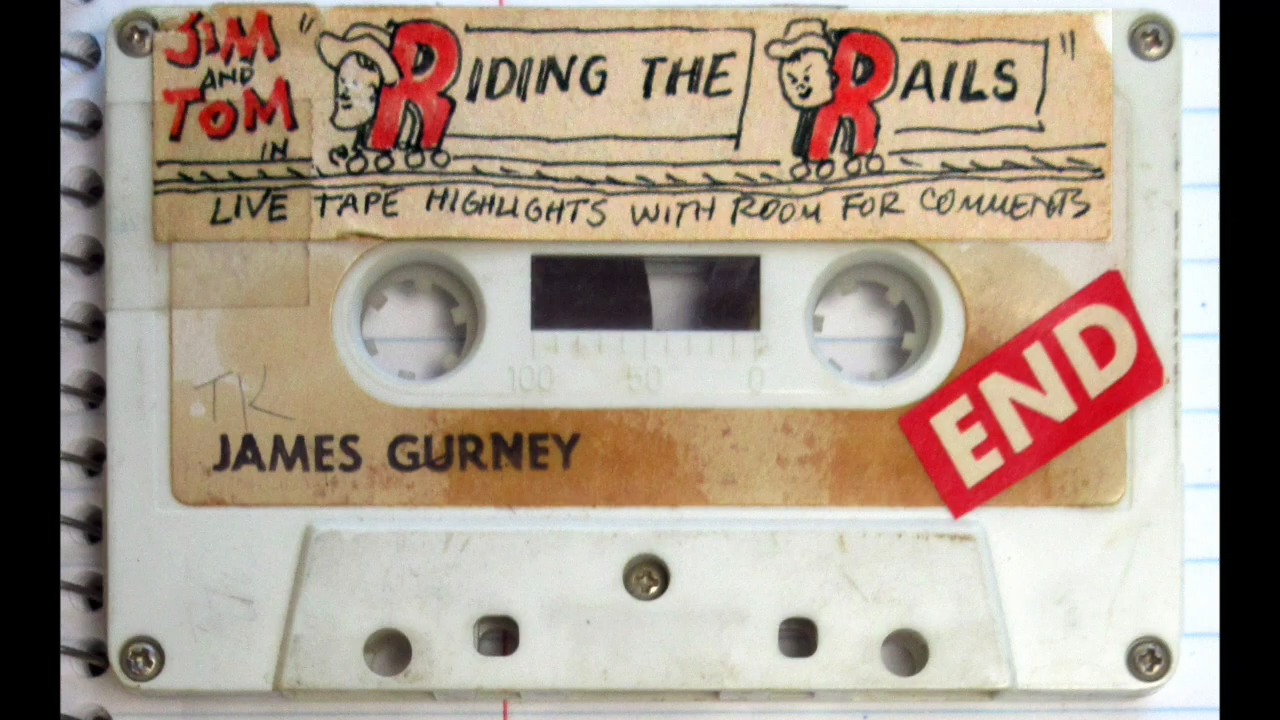 JIM
AND
TOM
IN
"RIDING THE RAILS"
LIVE TAPE HIGHLIGHTS WITH ROOM FOR COMMENTS
100 50 0
END
TK
JAMES GURNEY